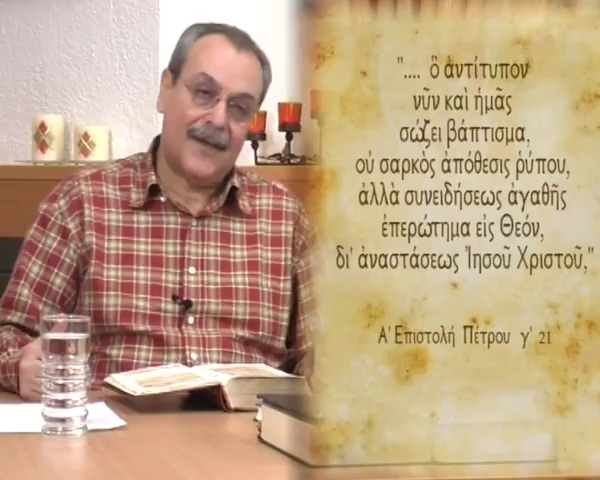 ".... ὃ ἀντίτυπον
νῦν καὶ ἡμᾶς
σώζει βάπτισμα,
οὐ σαρκὸς ἀπόθεσις ῥύπου,
ἀλλὰ συνειδήσεως ἀγαθῆς
ἐπερώτημα εἰς Θεόν,
δι' ἀναστάσεως Ἰησοῦ Χριστοῦ,"
Α' Επιστολή Πέτρου γ' 21